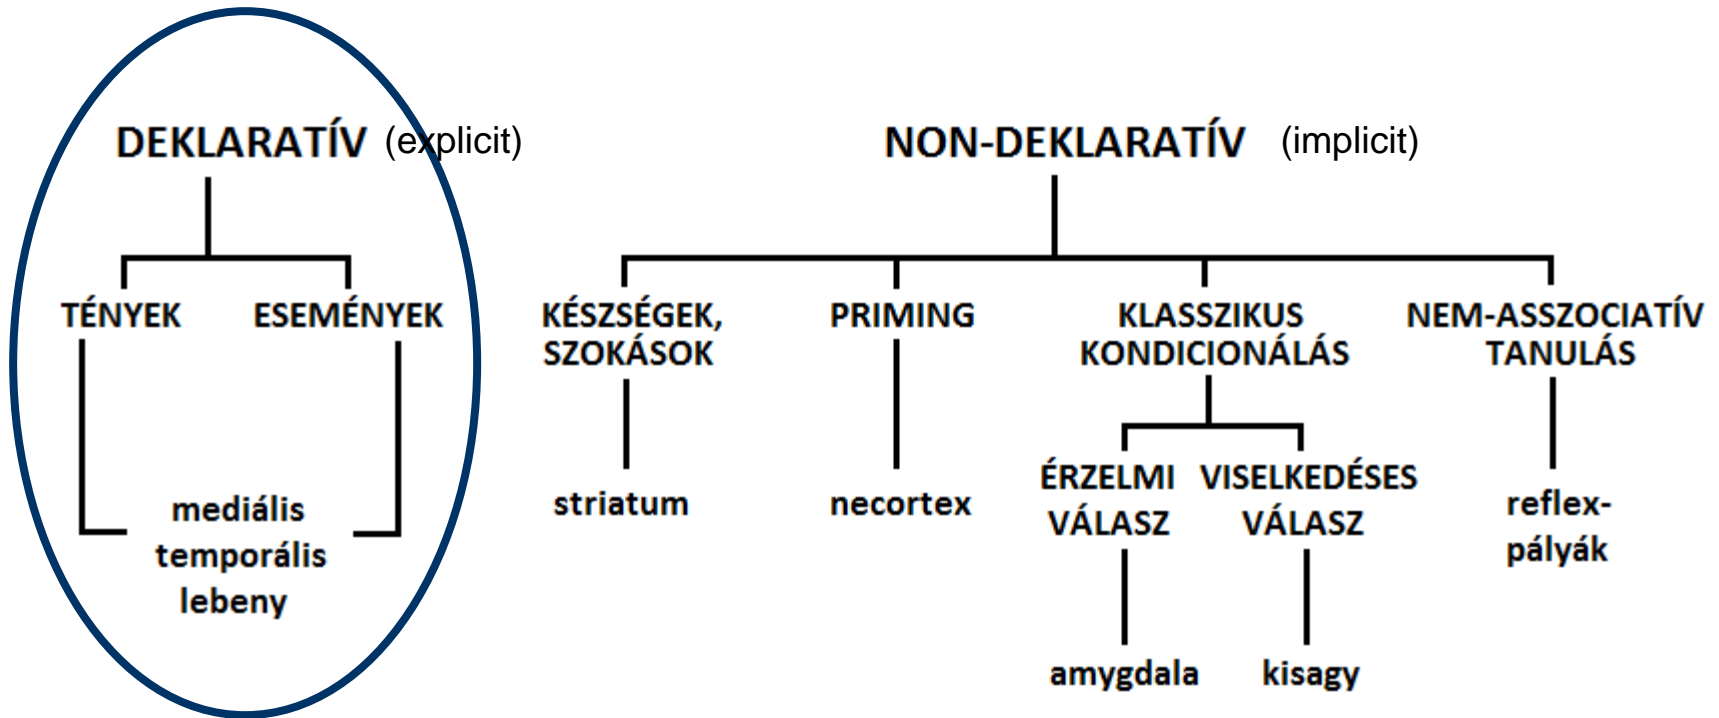 DEKLARATÍV (explicit)
NON-DEKLARATÍV (implicit)
TÉNYEK
ESEMÉNYEK
KÉSZSÉGEK,
SZOKÁSOK
PRIMING
KLASSZIKUS
KONDICIONÁLÁS
NEM-ASSZOCIATÍV
TANULÁS
mediális
temporális
lebeny
striatum
necortex
ÉRZELMI
VÁLASZ
VISELKEDÉSES
VÁLASZ
reflex-
pályák
amygdala
kisagy